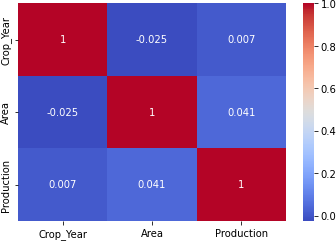 Crop_Year
Area
Production
1
-0.025
0.007
-0.025
1
0.041
0.007
0.041
1
Crop_Year
Area
Production
1.0
0.8
0.6
0.4
0.2
0.0